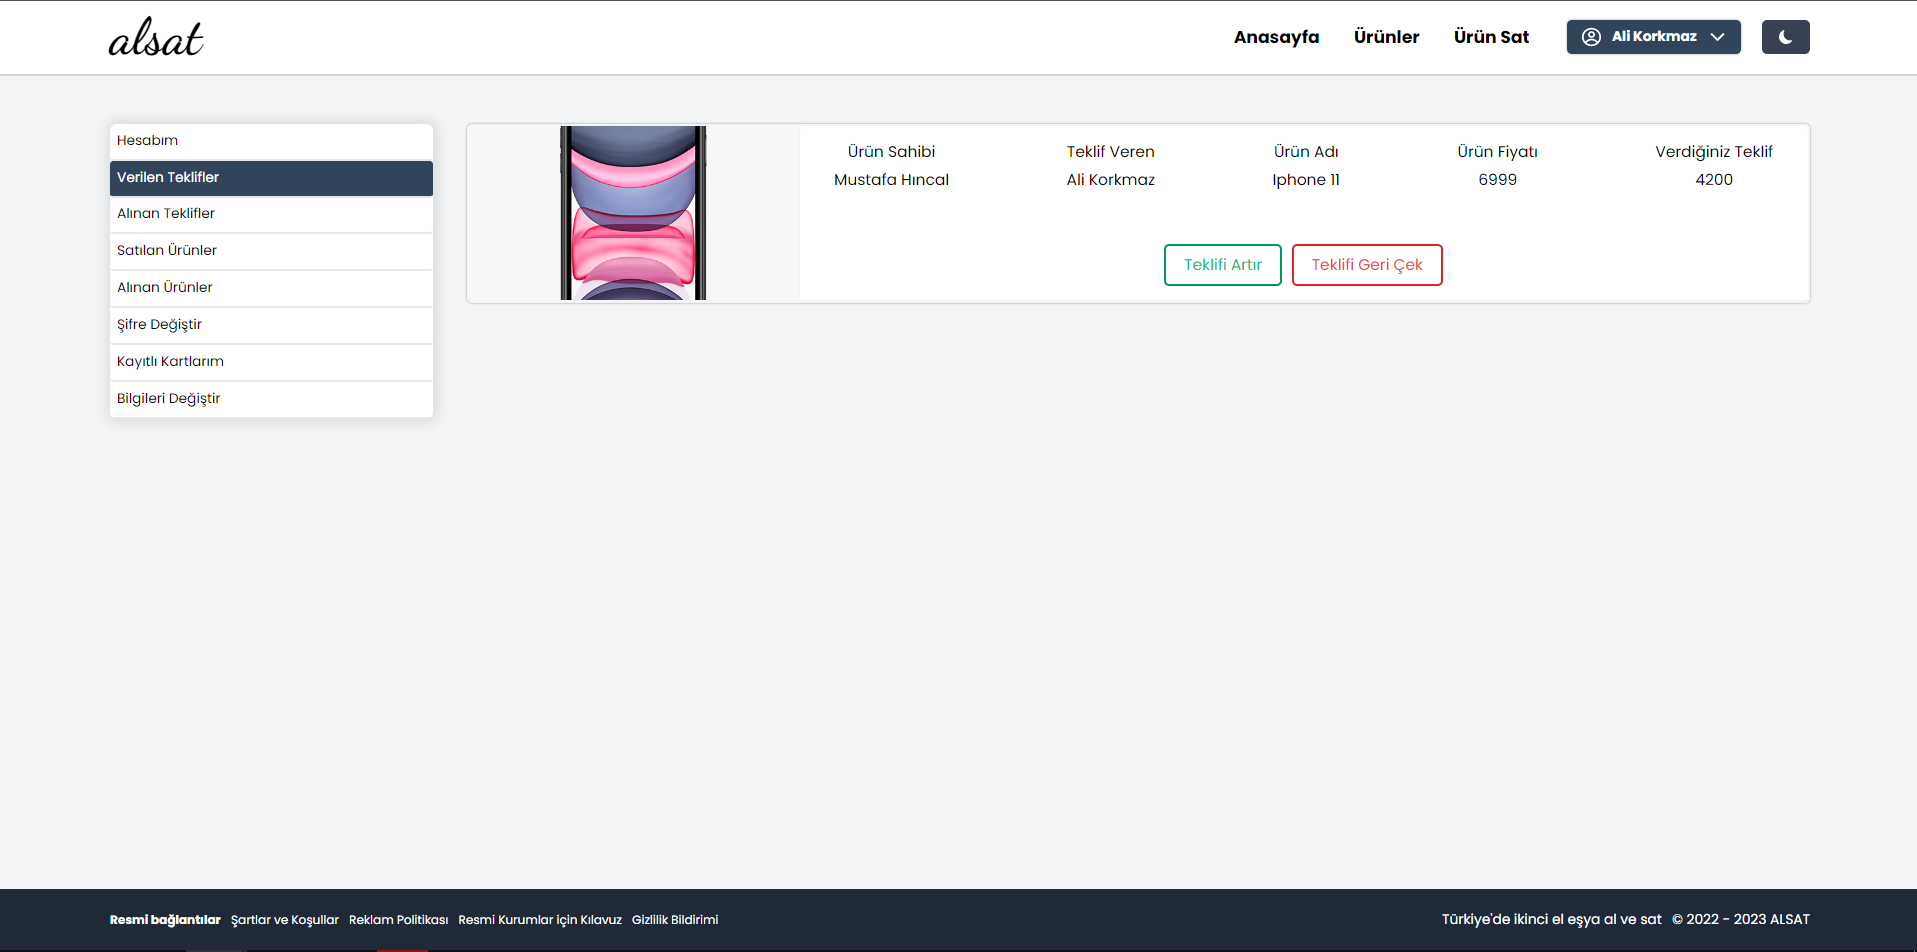 alsat
Anasayfa Ürünler Ürün Sat Ali Korkmaz
Hesabım
Verilen Teklifler
Alınan Teklifler
Satılan Ürünler
Alınan Ürünler
Şifre Değiştir
Kayıtlı Kartlarım
Bilgileri Değiştir
Ürün Sahibi Teklif Veren Ürün Adı Ürün Fiyatı Verdiğiniz Teklif
Mustafa Hıncal Ali Korkmaz Iphone 11 6999 4200
Teklifi Artır Teklifi Geri Çek
Resmi bağlantılar Şartlar ve Koşullar Reklam Politikası Resmi Kurumlar için Kılavuz Gizlilik Bildirimi
Türkiye'de ikinci el eşya al ve sat © 2022 - 2023 ALSAT